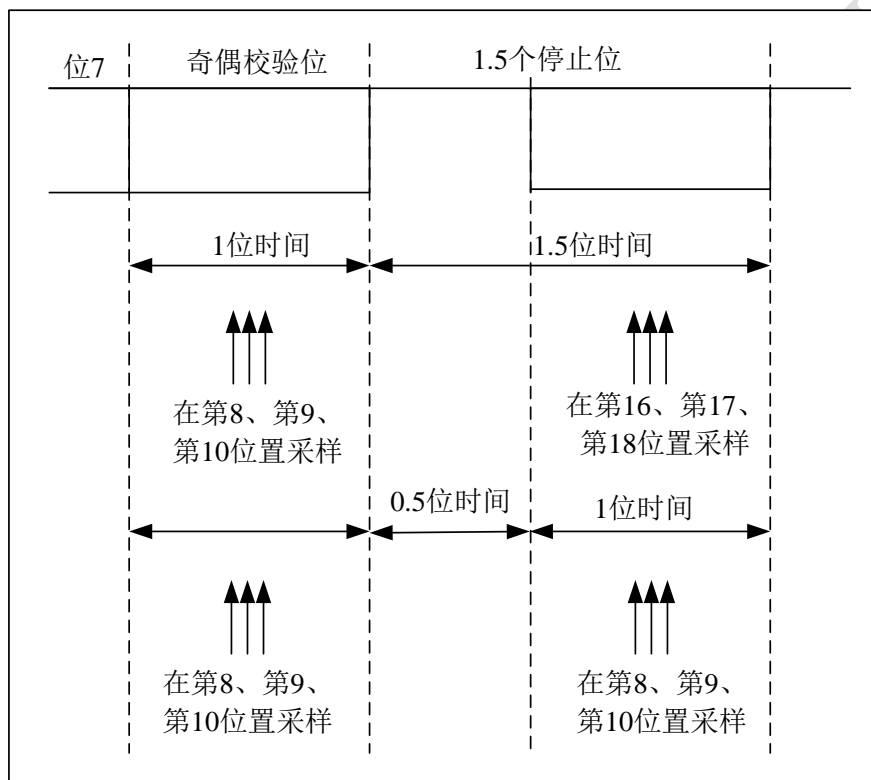 位7
奇偶校验位
1.5个停止位
1位时间
1.5位时间
在第8、第9、
第10位置采样
在第16、第17、
第18位置采样
0.5位时间
1位时间
在第8、第9、
第10位置采样
在第8、第9、
第10位置采样